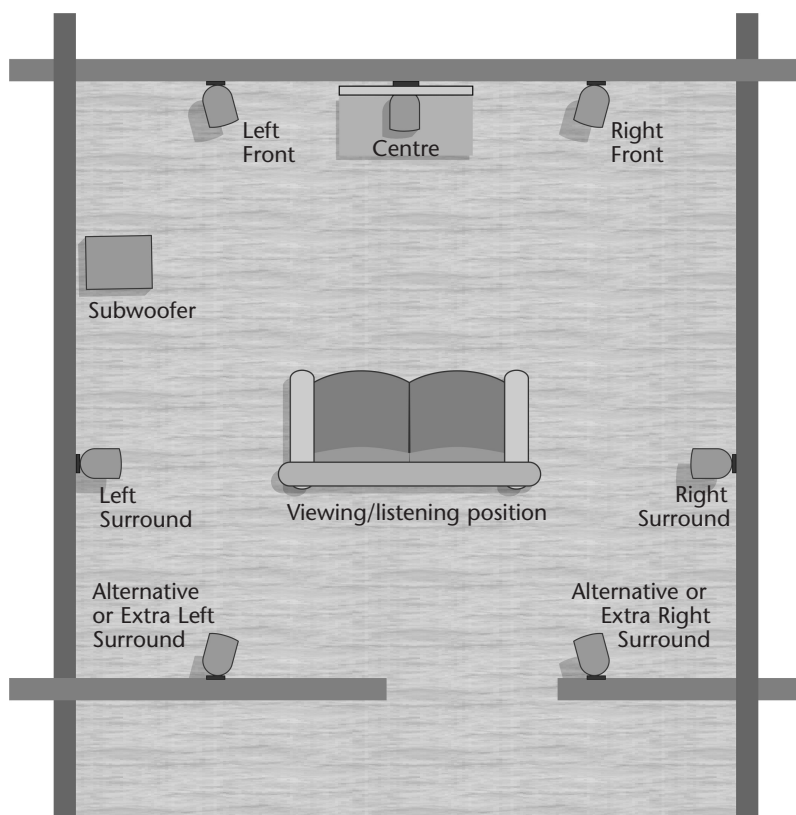 Left
Front
Centre
Right
Front
Subwoofer
Left
Surround
Viewing/listening position
Right
Surround
Alternative
or Extra Left
Surround
Alternative or
Extra Right
Surround